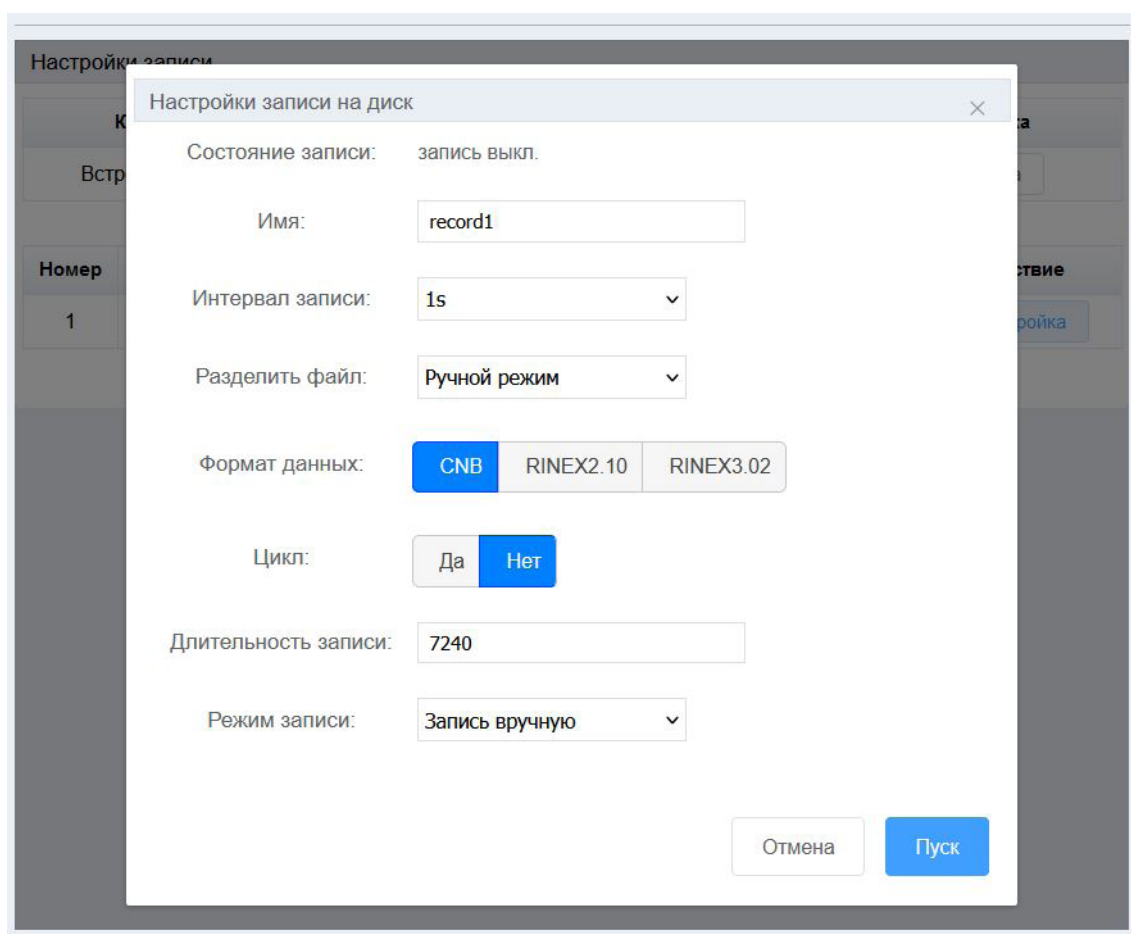 Настройки записи
Настройки записи на диск
Состояние записи: запись выкл.
Имя: record1
Интервал записи: 1s
Разделить файл: Ручной режим
Формат данных: CNB RINEX2.10 RINEX3.02
Цикл: Да Нет
Длительность записи: 7240
Режим записи: Запись вручную
Отмена Пуск
Номер
1